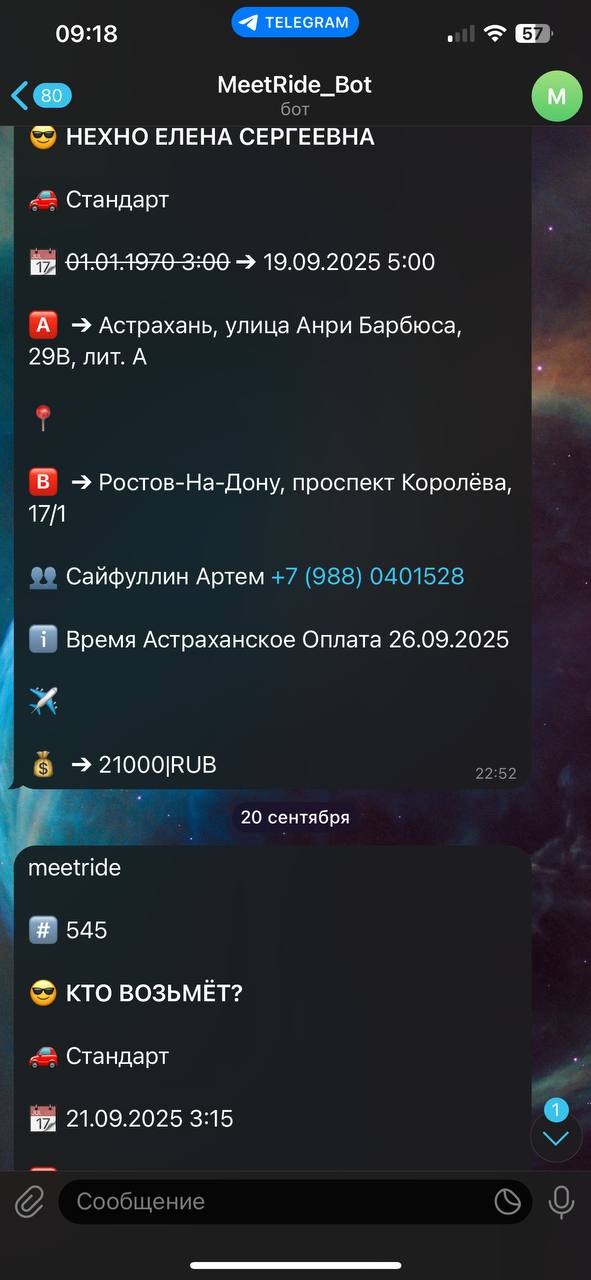 09:18
TELEGRAM
57
80
MeetRide_Bot
бот
M
😎 НЕХНО ЕЛЕНА СЕРГЕЕВНА
🚗 Стандарт
📅 01.01.1970 3:00 ➔ 19.09.2025 5:00
🅰 ➔ Астрахань, улица Анри Барбюса,
29В, лит. А
📍
🅱 ➔ Ростов-На-Дону, проспект Королёва,
17/1
👥 Сайфуллин Артем +7 (988) 0401528
ℹ️ Время Астраханское Оплата 26.09.2025
✈️
💰 ➔ 21000|RUB
22:52
20 сентября
meetride
#️⃣ 545
😎 КТО ВОЗЬМЁТ?
🚗 Стандарт
📅 21.09.2025 3:15
1
Сообщение